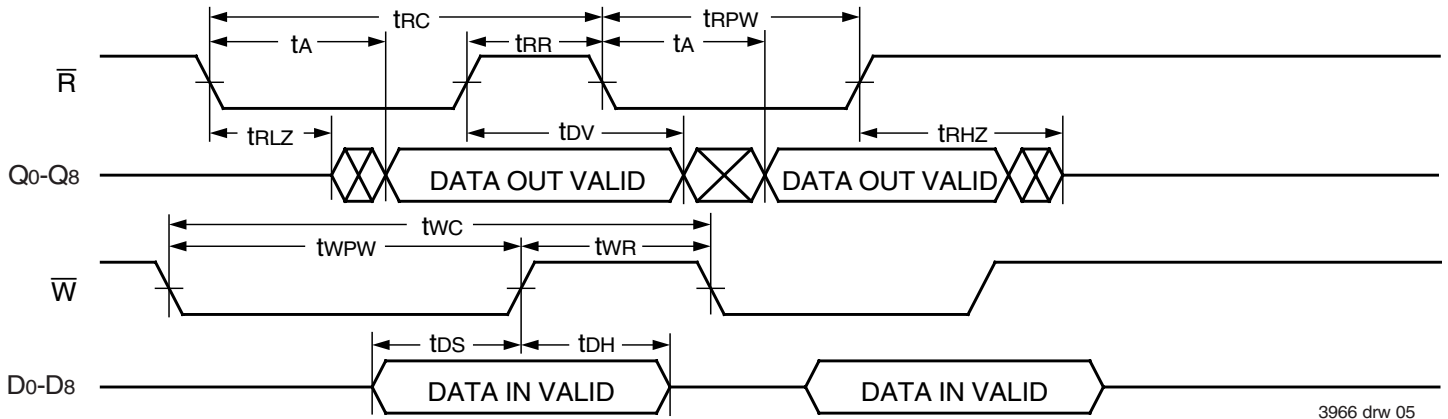 tRC
tRPW
tA
tRR
tA
R
tRLZ
tDV
tRHZ
Q0-Q8
DATA OUT VALID
DATA OUT VALID
tWC
tWPW
tWR
W
tDS
tDH
D0-D8
DATA IN VALID
DATA IN VALID
3966 drw 05